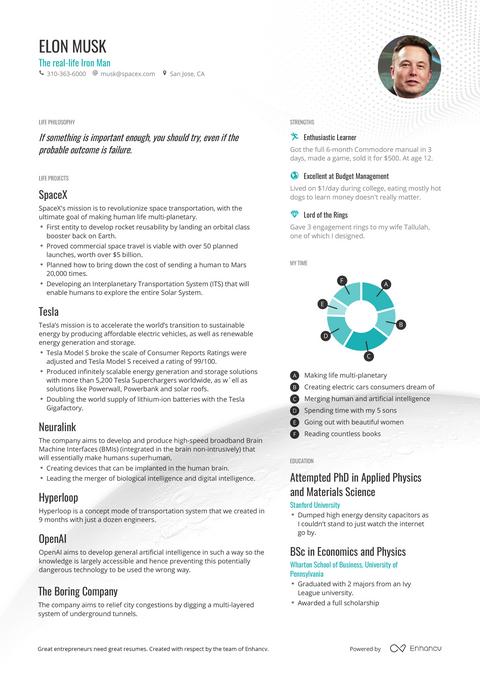 ELON MUSK
The real-life Iron Man
310-363-6000 musk@spacex.com San Jose, CA
LIFE PHILOSOPHY
If something is important enough, you should try, even if the
probable outcome is failure.
LIFE PROJECTS
SpaceX
SpaceX's mission is to revolutionize space transportation, with the
ultimate goal of making human life multi-planetary.
First entity to develop rocket reusability by landing an orbital class
booster back on Earth.
Proved commercial space travel is viable with over 50 planned
launches, worth over $5 billion.
Planned how to bring down the cost of sending a human to Mars
20,000 times.
Developing an Interplanetary Transportation System (ITS) that will
enable humans to explore the entire Solar System.
Tesla
Tesla's mission is to accelerate the world's transition to sustainable
energy by producing affordable electric vehicles, as well as renewable
energy generation and storage.
Tesla Model S broke the scale of Consumer Reports Ratings were
adjusted and Tesla Model S received a rating of 99/100.
Produced infinitely scalable energy generation and storage solutions
with more than 5,200 Tesla Superchargers worldwide, as w`ell as
solutions like Powerwall, Powerbank and solar roofs.
Doubling the world supply of lithium-ion batteries with the Tesla
Gigafactory.
Neuralink
The company aims to develop and produce high-speed broadband Brain
Machine Interfaces (BMIs) (integrated in the brain non-intrusively) that
will essentially make humans superhuman.
Creating devices that can be implanted in the human brain.
Leading the merger of biological intelligence and digital intelligence.
Hyperloop
Hyperloop is a concept mode of transportation system that we created in
9 months with just a dozen engineers.
OpenAI
OpenAI aims to develop general artificial intelligence in such a way so the
knowledge is largely accessible and hence preventing this potentially
dangerous technology to be used the wrong way.
The Boring Company
The company aims to relief city congestions by digging a multi-layered
system of underground tunnels.
STRENGTHS
Enthusiastic Learner
Got the full 6-month Commodore manual in 3
days, made a game, sold it for $500. At age 12.
Excellent at Budget Management
Lived on $1/day during college, eating mostly hot
dogs to learn money doesn't really matter.
Lord of the Rings
Gave 3 engagement rings to my wife Tallulah,
one of which I designed.
MY TIME
F
A
E
B
D
C
A Making life multi-planetary
B Creating electric cars consumers dream of
C Merging human with artificial intelligence
D Spending time with my 5 sons
E Going out with beautiful women
F Reading countless books
EDUCATION
Attempted PhD in Applied Physics
and Materials Science
Stanford University
Dumped high energy density capacitors as
I couldn't stand to just watch the internet
go by.
BSc in Economics and Physics
Wharton School of Business, University of
Pennsylvania
Graduated with 2 majors from an Ivy
League university.
Awarded a full scholarship
Great entrepreneurs need great resumes. Created with respect by the team of Enhancv.
Powered by Enhancv